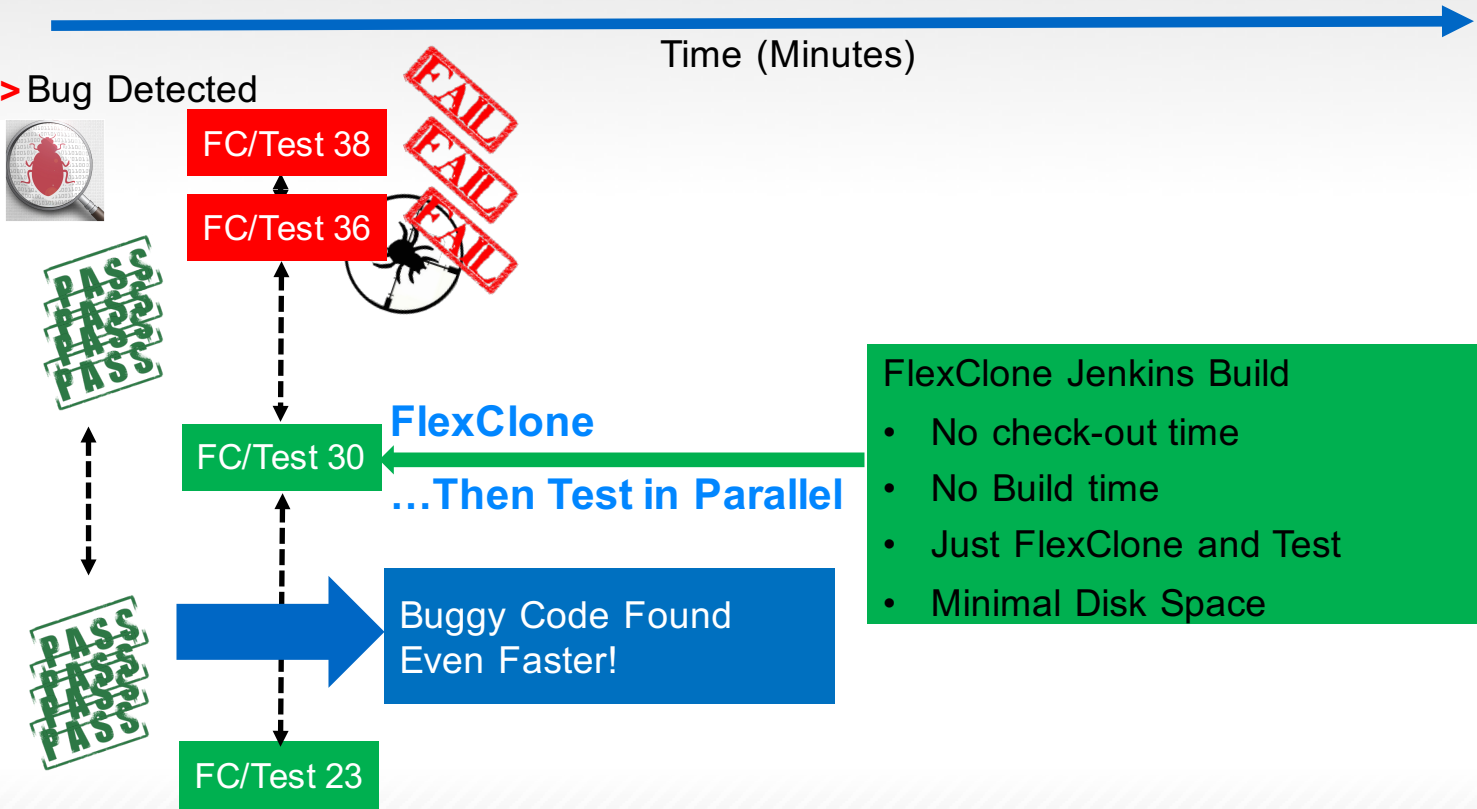 Time (Minutes)
> Bug Detected
FAIL
FAIL
FAIL
FC/Test 38
FC/Test 36
PASS
PASS
PASS
PASS
FlexClone
FC/Test 30
…Then Test in Parallel
FlexClone Jenkins Build
• No check-out time
• No Build time
• Just FlexClone and Test
• Minimal Disk Space
Buggy Code Found
Even Faster!
PASS
PASS
PASS
PASS
FC/Test 23